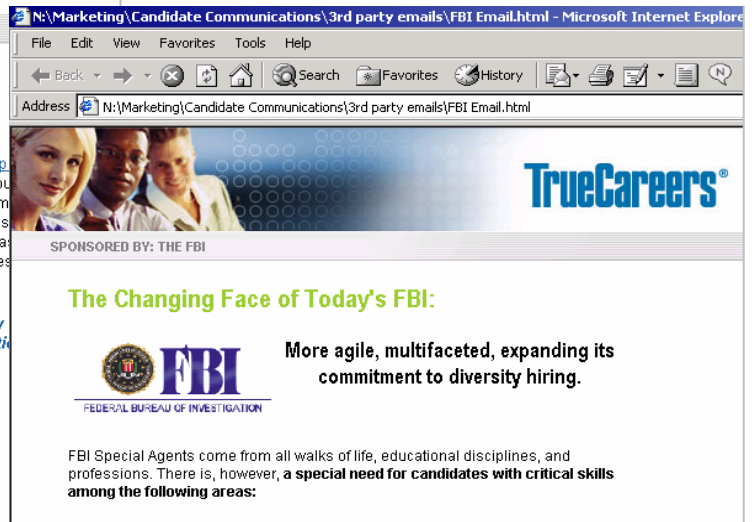 N:\Marketing\Candidate Communications\3rd party emails\FBI Email.html - Microsoft Internet Explore
File Edit View Favorites Tools Help
Back Search Favorites History
Address N:\Marketing\Candidate Communications\3rd party emails\FBI Email.html
TrueCareers®
SPONSORED BY: THE FBI
The Changing Face of Today's FBI:
FBI
FEDERAL BUREAU OF INVESTIGATION
More agile, multifaceted, expanding its
commitment to diversity hiring.
FBI Special Agents come from all walks of life, educational disciplines, and
professions. There is, however, a special need for candidates with critical skills
among the following areas: